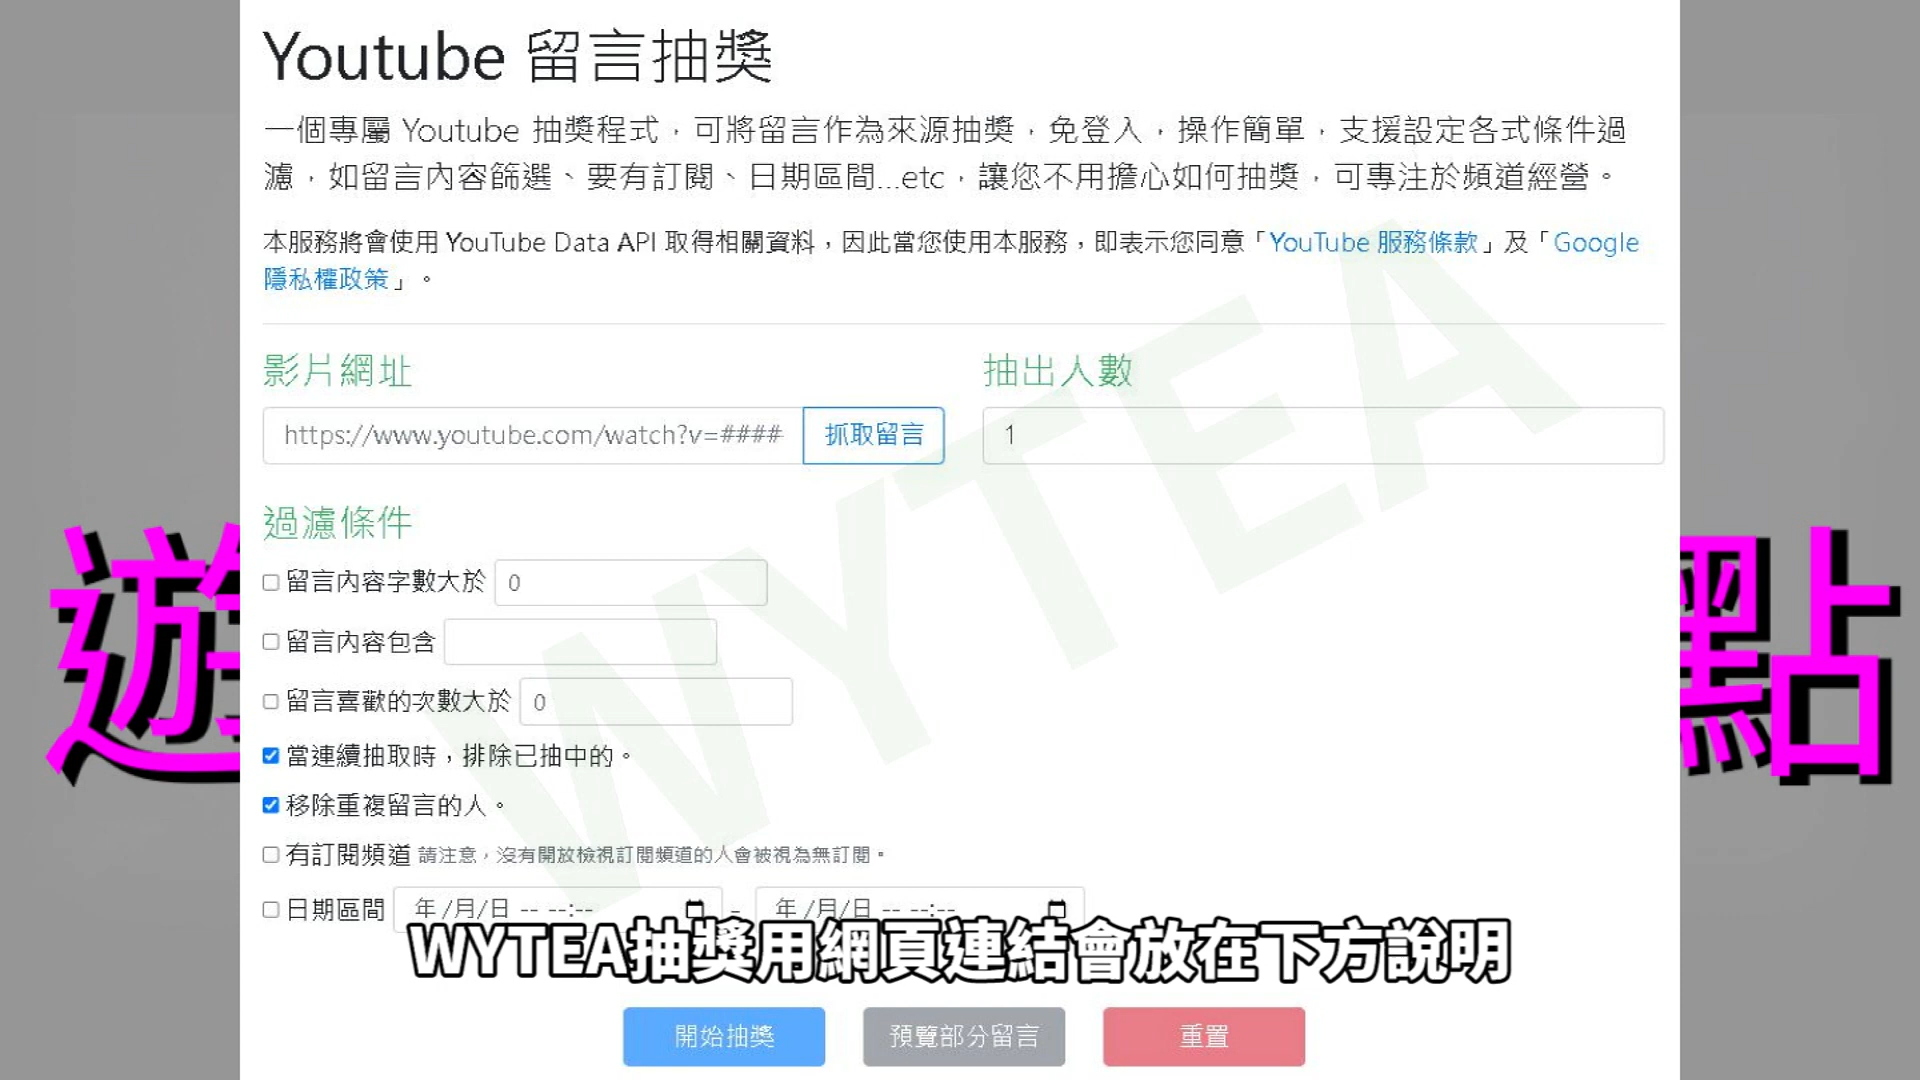 Youtube 留言抽獎
一個專屬 Youtube 抽獎程式，可將留言作為來源抽獎，免登入，操作簡單，支援設定各式條件過
濾，如留言內容篩選、要有訂閱、日期區間...etc，讓您不用擔心如何抽獎，可專注於頻道經營。
本服務將會使用 YouTube Data API 取得相關資料，因此當您使用本服務，即表示您同意「YouTube 服務條款」及「Google
隱私權政策」。
影片網址
抽出人數
https://www.youtube.com/watch?v=####
抓取留言
1
過濾條件
留言內容字數大於 0
留言內容包含
留言喜歡的次數大於 0
當連續抽取時，排除已抽中的。
移除重複留言的人。
有訂閱頻道 請注意，沒有開放檢視訂閱頻道的人會被視為無訂閱。
日期區間 年/月/日 -- --:-- - 年/月/日 -- --:--
WYTEA
遊
點
WYTEA抽獎用網頁連結會放在下方說明
開始抽獎
預覽部分留言
重置